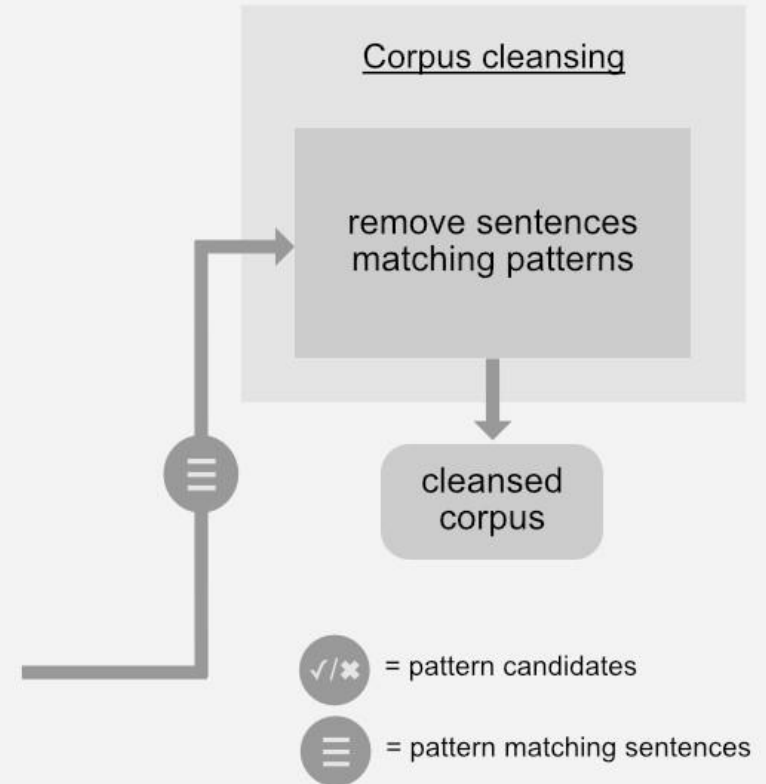 Corpus cleansing
remove sentences
matching patterns
cleansed
corpus
✓/✖ = pattern candidates
= pattern matching sentences